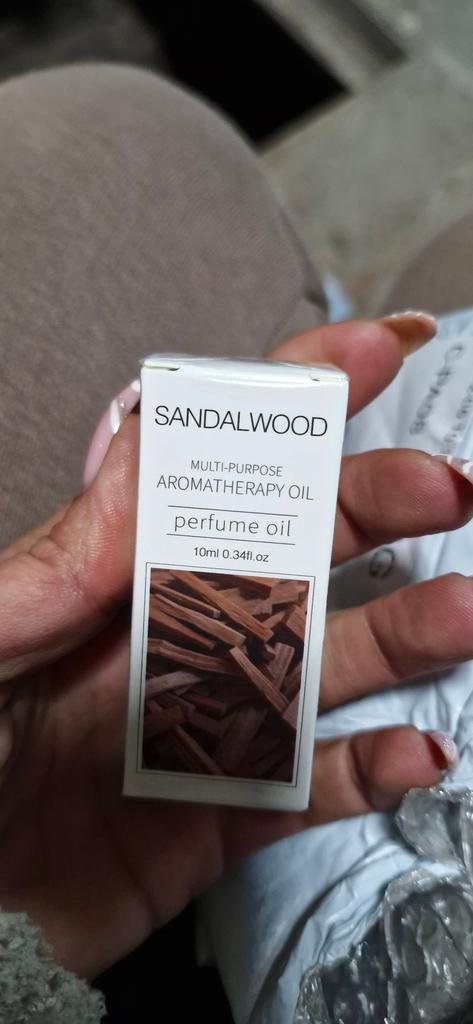 SANDALWOOD
MULTI-PURPOSE
AROMATHERAPY OIL
perfume oil
10ml 0.34fl.oz